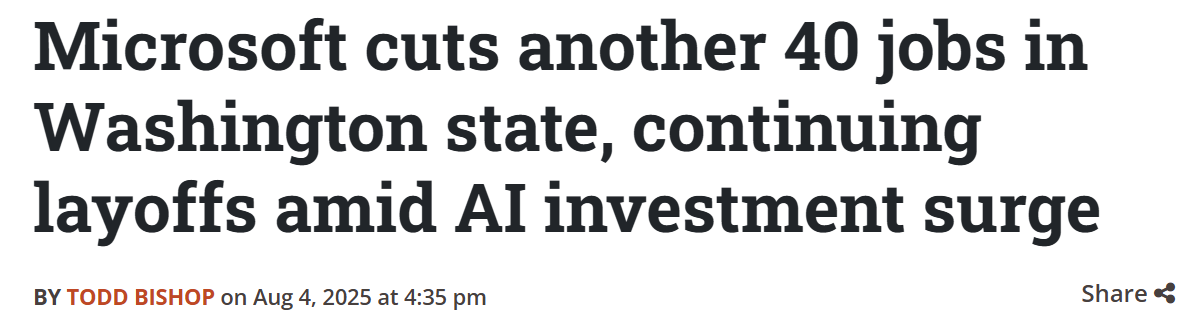 Microsoft cuts another 40 jobs in
Washington state, continuing
layoffs amid AI investment surge
BY TODD BISHOP on Aug 4, 2025 at 4:35 pm
Share